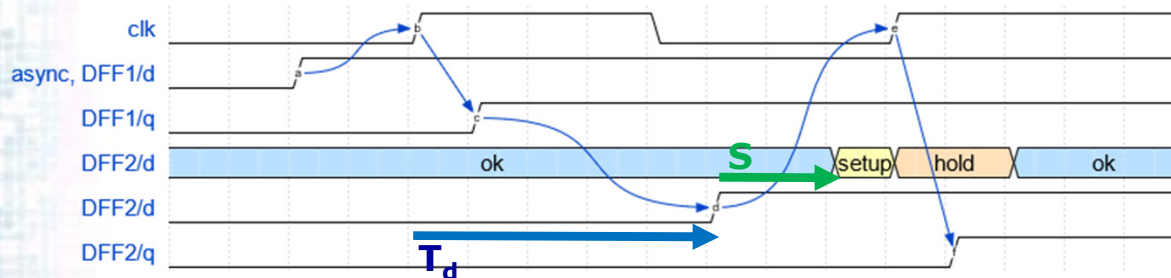 clk
b
e
async, DFF1/d
a
DFF1/q
c
DFF2/d
ok
S
setup
hold
ok
DFF2/d
d
DFF2/q
Td